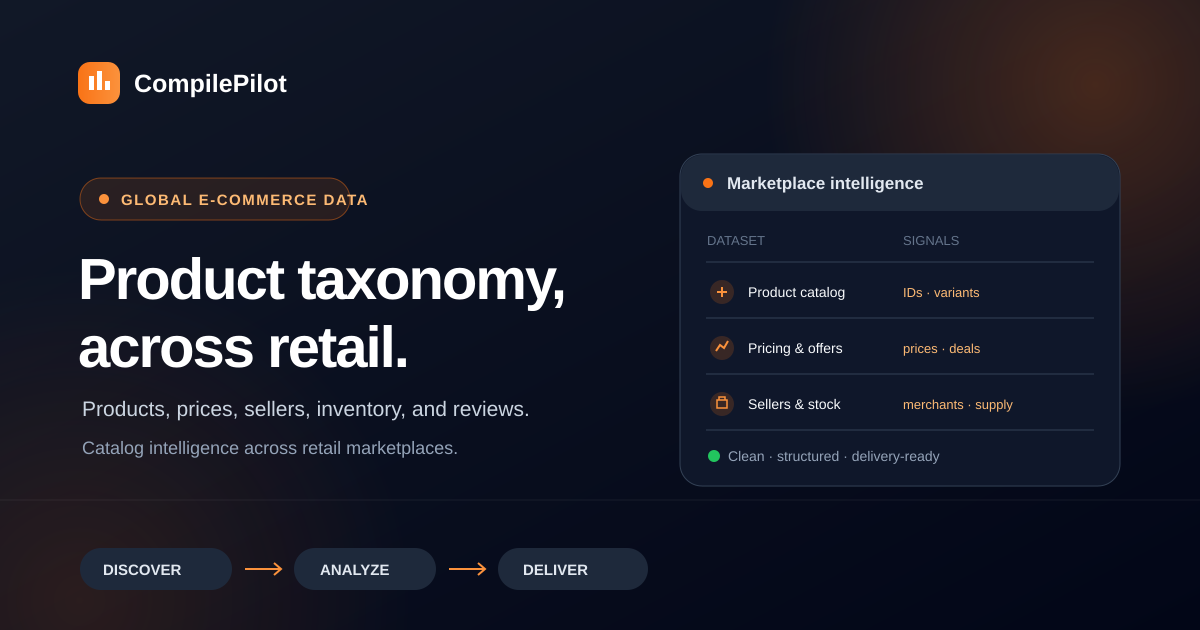 CompilePilot
GLOBAL E-COMMERCE DATA
Product taxonomy,
across retail.
Products, prices, sellers, inventory, and reviews.
Catalog intelligence across retail marketplaces.
Marketplace intelligence
DATASET SIGNALS
Product catalog IDs · variants
Pricing & offers prices · deals
Sellers & stock merchants · supply
Clean · structured · delivery-ready
DISCOVER ANALYZE DELIVER